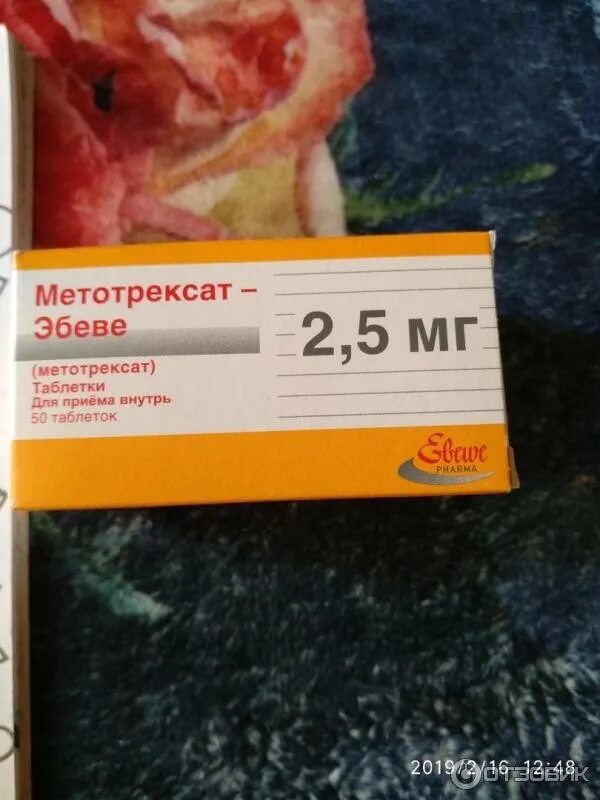 Метотрексат –
Эбеве
2,5 мг
(метотрексат)
Таблетки
Для приёма внутрь
50 таблеток
Ebewe
PHARMA
2019/2/16 12:48
ОТЗОВИК